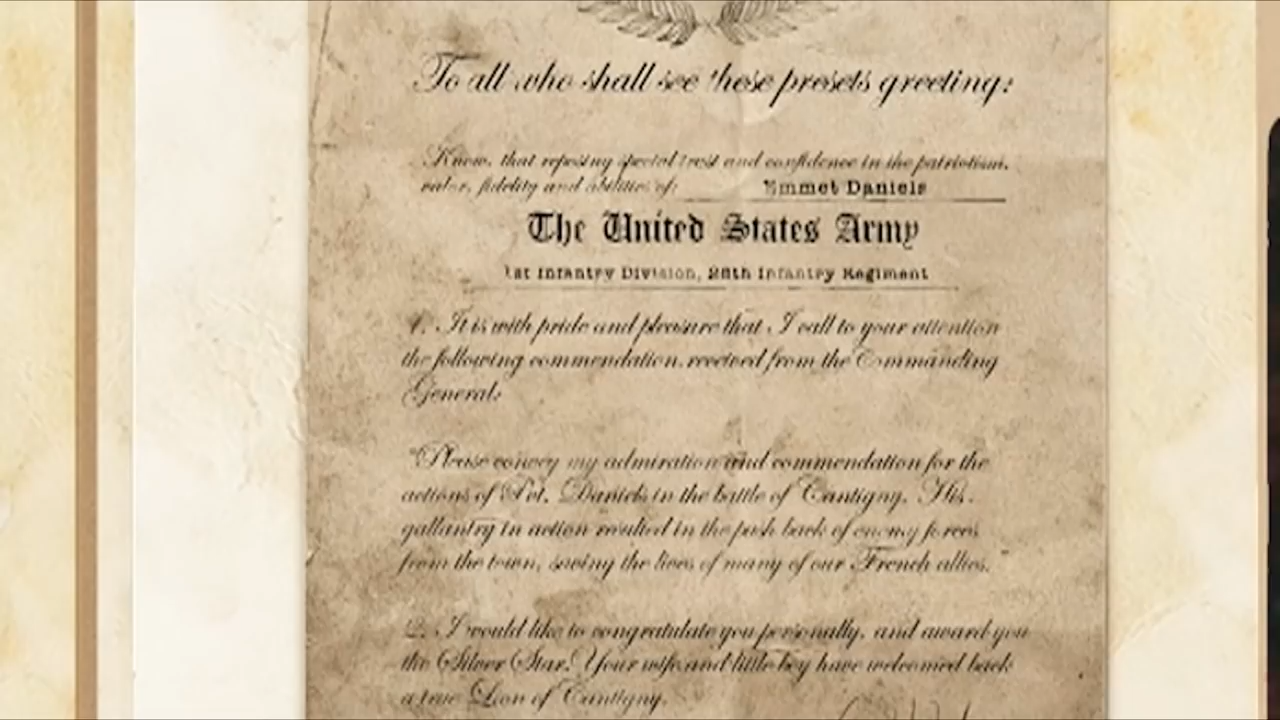 To all who shall see these presets greeting:
Know, that reposing special trust and confidence in the patriotism,
valor, fidelity and abilities of: Emmet Daniels
The United States Army
1st Infantry Division, 28th Infantry Regiment
1. It is with pride and pleasure that I call to your attention
the following commendation, received from the Commanding
General:
"Please convey my admiration and commendation for the
actions of Pvt. Daniels in the battle of Cantigny. His
gallantry in action resulted in the push back of enemy forces
from the town, saving the lives of many of our French allies."
2. I would like to congratulate you personally, and award you
the Silver Star. Your wife and little boy have welcomed back
a true Lion of Cantigny.